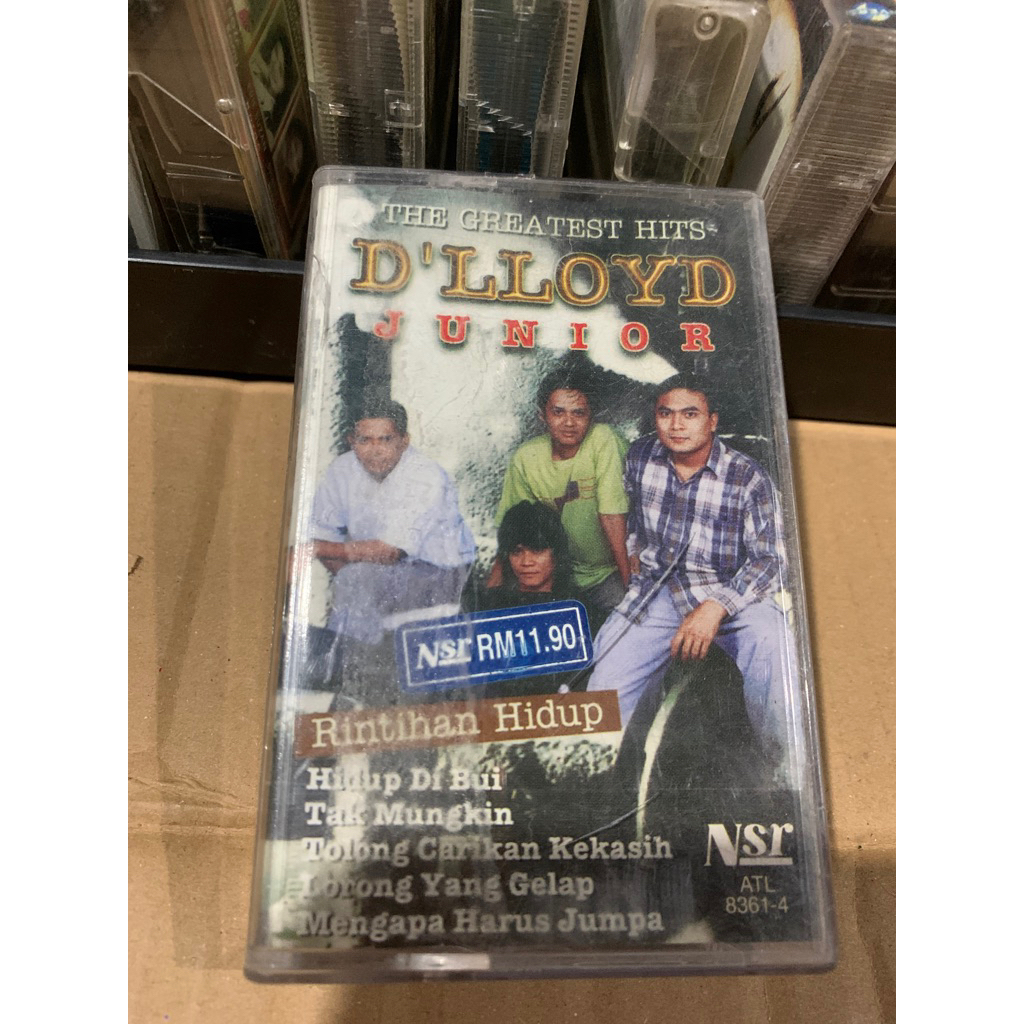 THE GREATEST HITS
D'LLOYD
JUNIOR
Nsr RM11.90
Rintihan Hidup
Hidup Di Bui
Tak Mungkin
Tolong Carikan Kekasih
Lorong Yang Gelap
Mengapa Harus Jumpa
Nsr
ATL
8361-4